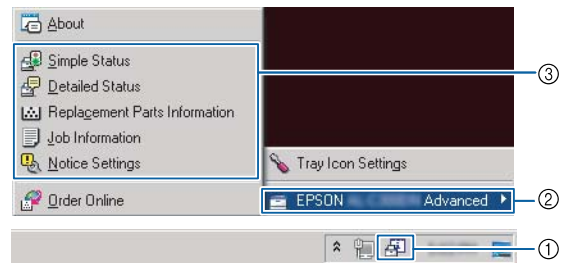 About
Simple Status
③
Detailed Status
Replacement Parts Information
Job Information
Notice Settings
Tray Icon Settings
Order Online
EPSON Advanced
②
①